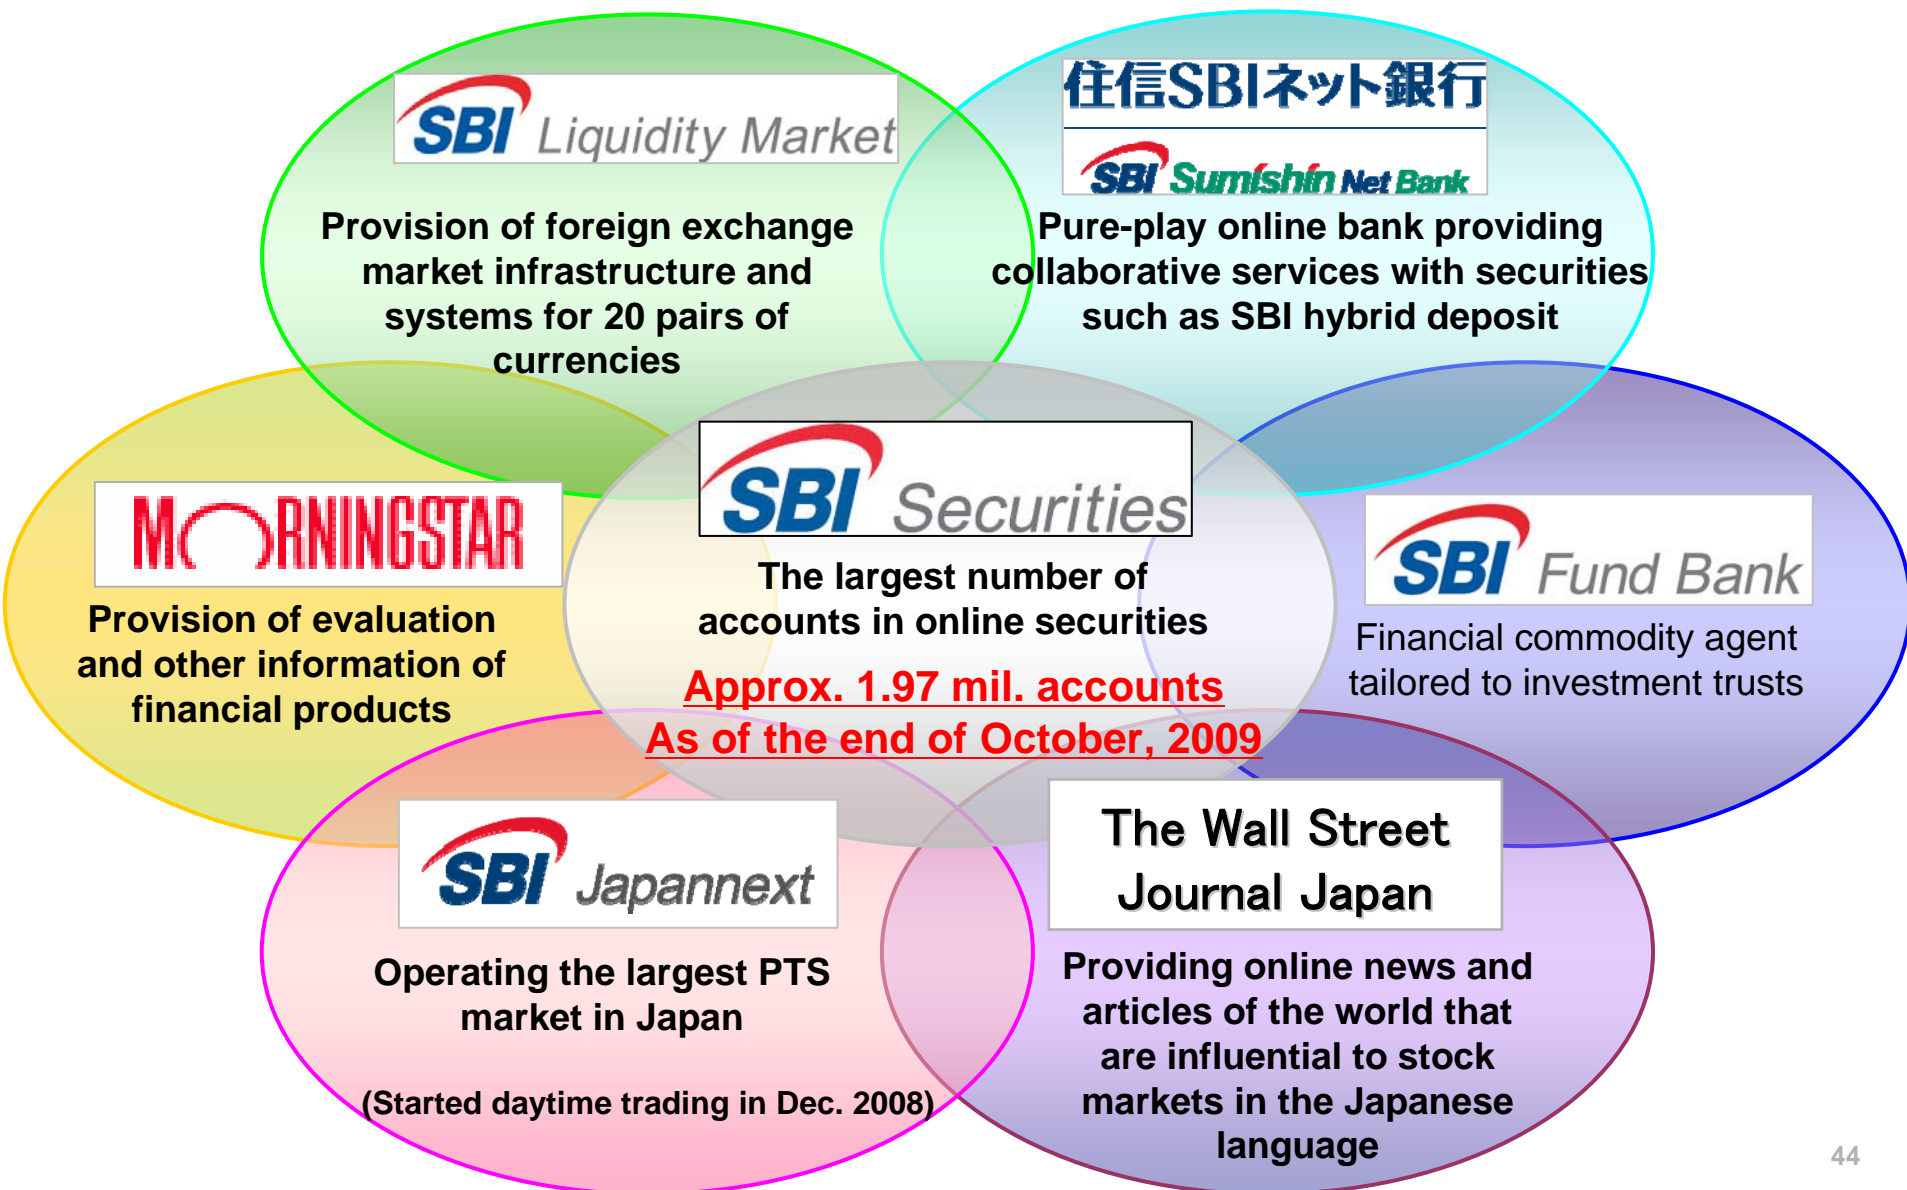 SBI Liquidity Market
Provision of foreign exchange
market infrastructure and
systems for 20 pairs of
currencies
住信SBIネット銀行
SBI Sumishin Net Bank
Pure-play online bank providing
collaborative services with securities
such as SBI hybrid deposit
MORNINGSTAR
Provision of evaluation
and other information of
financial products
SBI Securities
The largest number of
accounts in online securities
Approx. 1.97 mil. accounts
As of the end of October, 2009
SBI Fund Bank
Financial commodity agent
tailored to investment trusts
SBI Japannext
Operating the largest PTS
market in Japan
(Started daytime trading in Dec. 2008)
The Wall Street
Journal Japan
Providing online news and
articles of the world that
are influential to stock
markets in the Japanese
language
44